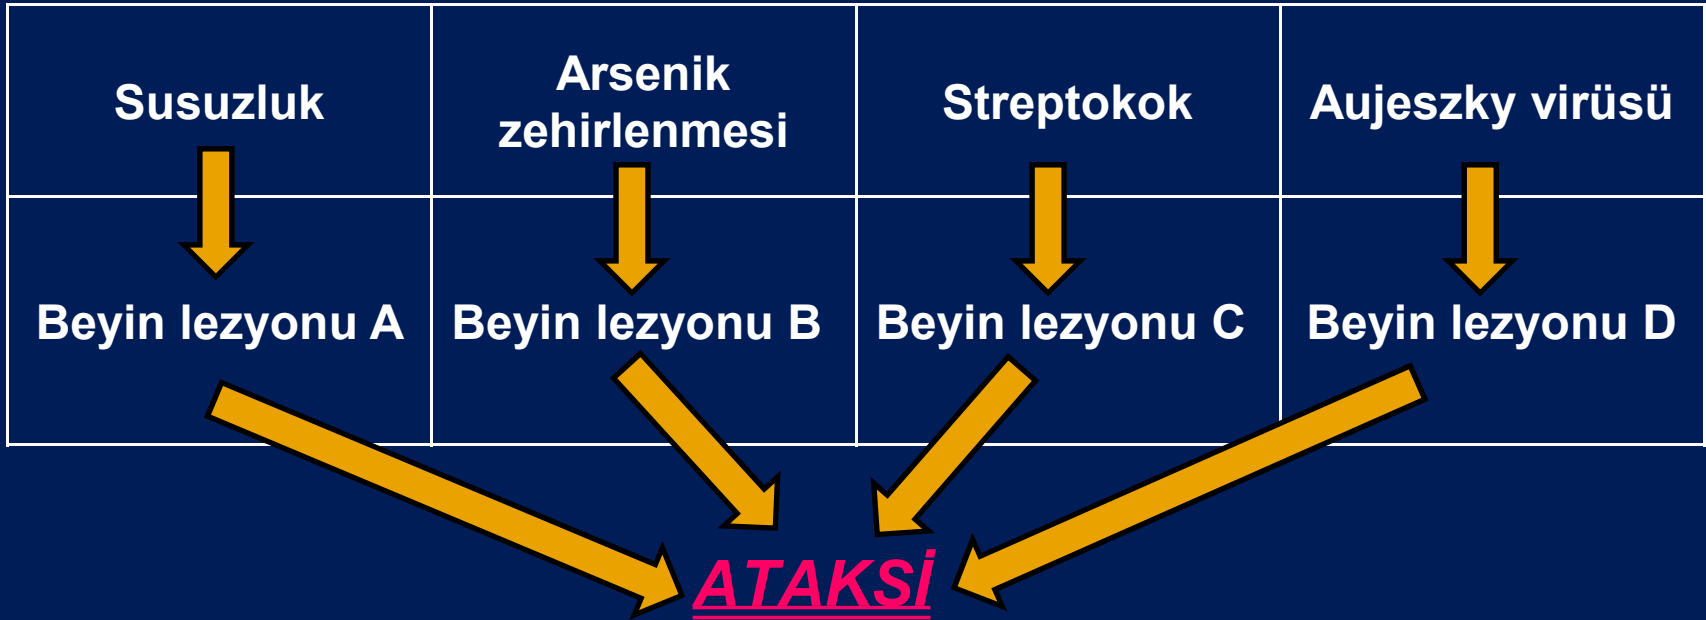 Susuzluk
Arsenik
zehirlenmesi
Streptokok
Aujeszky virüsü
Beyin lezyonu A
Beyin lezyonu B
Beyin lezyonu C
Beyin lezyonu D
ATAKSİ